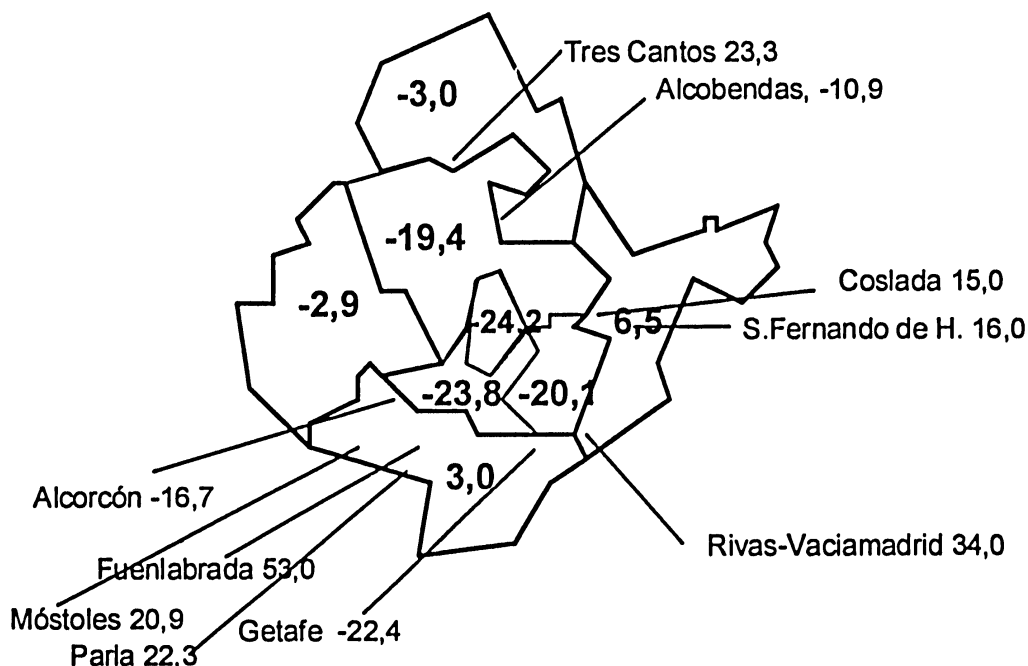 Tres Cantos 23,3
-3,0
Alcobendas, -10,9
-19,4
Coslada 15,0
-2,9
-24,2
6,5
S.Fernando de H. 16,0
-23,8
-20,1
3,0
Alcorcón -16,7
Rivas-Vaciamadrid 34,0
Fuenlabrada 53,0
Móstoles 20,9
Getafe -22,4
Parla 22,3